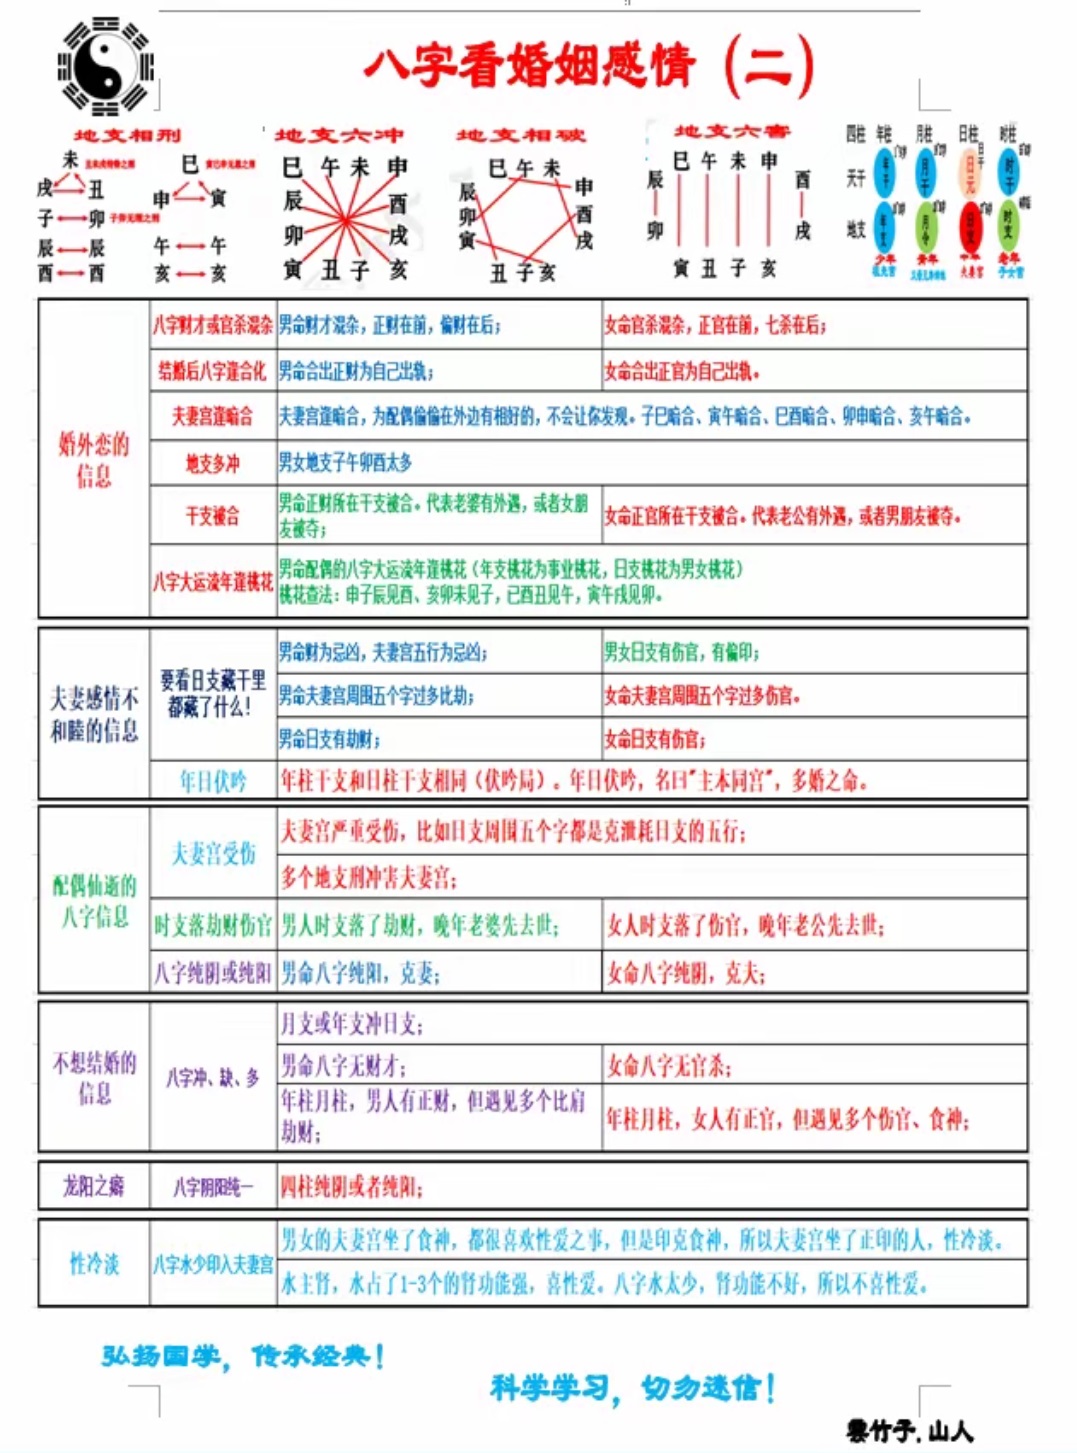 八字看婚姻感情（二）
地支相刑
地支六冲
地支相破
地支六害
未
戌 丑
子 卯 子卯无礼之刑
辰 辰
酉 酉
巳
申 寅
午 午
亥 亥
巳 午 未 申
辰 酉
卯 戌
寅 丑 子 亥
巳 午 未
辰 申
卯 酉
寅 戌
丑 子 亥
巳 午 未 申
辰 酉
卯 戌
寅 丑 子 亥
四柱 年柱 月柱 日柱 时柱
天干 年干 月干 日元 时干
地支 年支 月令 日支 时支
少年 青年 中年 老年
祖先宫 夫妻宫 子女宫
婚外恋的
信息
八字财才或官杀混杂
男命财才混杂，正财在前，偏财在后；
女命官杀混杂，正官在前，七杀在后；
结婚后八字逢合化
男命合出正财为自己出轨；
女命合出正官为自己出轨。
夫妻宫逢暗合
夫妻宫逢暗合，为配偶偷偷在外边有相好的，不会让你发现。子巳暗合、寅午暗合、巳酉暗合、卯申暗合、亥午暗合。
地支多冲
男女地支子午卯酉太多
干支被合
男命正财所在干支被合。代表老婆有外遇，或者女朋
友被夺；
女命正官所在干支被合。代表老公有外遇，或者男朋友被夺。
八字大运流年逢桃花
男命配偶的八字大运流年逢桃花（年支桃花为事业桃花，日支桃花为男女桃花）
桃花查法：申子辰见酉、亥卯未见子，已酉丑见午，寅午戌见卯。
夫妻感情不
和睦的信息
要看日支藏干里
都藏了什么！
男命财为忌凶，夫妻宫五行为忌凶；
男女日支有伤官，有偏印；
男命夫妻宫周围五个字过多比劫；
女命夫妻宫周围五个字过多伤官。
男命日支有劫财；
女命日支有伤官；
年日伏吟
年柱干支和日柱干支相同（伏吟局）。年日伏吟，名曰"主本同宫"，多婚之命。
配偶仙逝的
八字信息
夫妻宫受伤
夫妻宫严重受伤，比如日支周围五个字都是克泄耗日支的五行；
多个地支刑冲害夫妻宫；
时支落劫财伤官
男人时支落了劫财，晚年老婆先去世；
女人时支落了伤官，晚年老公先去世；
八字纯阴或纯阳
男命八字纯阳，克妻；
女命八字纯阴，克夫；
不想结婚的
信息
八字冲、缺、多
月支或年支冲日支；
男命八字无财才；
女命八字无官杀；
年柱月柱，男人有正财，但遇见多个比肩
劫财；
年柱月柱，女人有正官，但遇见多个伤官、食神；
龙阳之癖
八字阴阳纯一
四柱纯阴或者纯阳；
性冷淡
八字水少印入夫妻宫
男女的夫妻宫坐了食神，都很喜欢性爱之事，但是印克食神，所以夫妻宫坐了正印的人，性冷淡。
水主肾，水占了1-3个的肾功能强，喜性爱。八字水太少，肾功能不好，所以不喜性爱。
弘扬国学，传承经典！
科学学习，切勿迷信！
雲竹子.山人